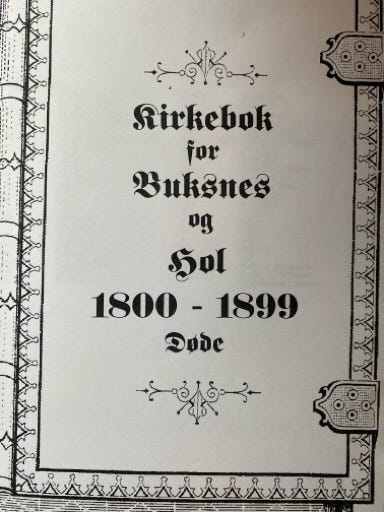 Kirkebok
for
Buksnes
og
Hol
1800 - 1899
Døde